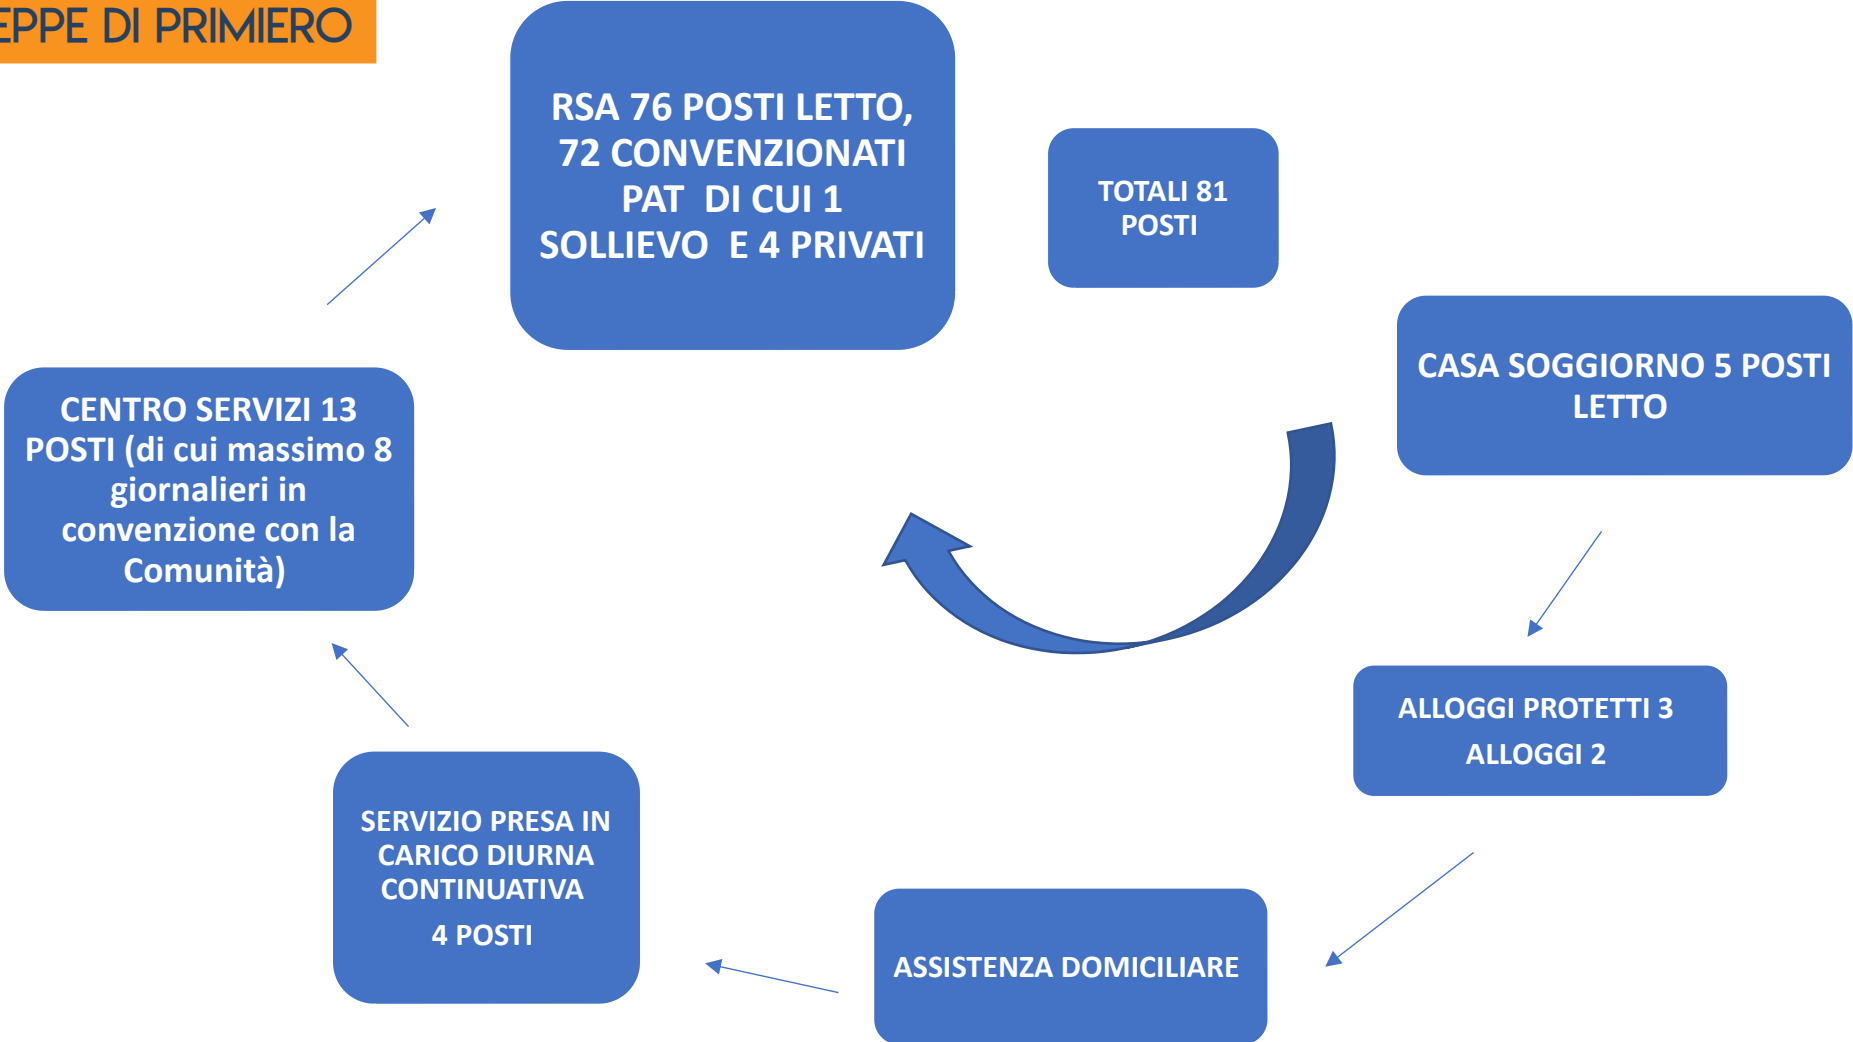 DI PRIMIERO
RSA 76 POSTI LETTO,
72 CONVENZIONATI
PAT DI CUI 1
SOLLIEVO E 4 PRIVATI
TOTALI 81
POSTI
CASA SOGGIORNO 5 POSTI
LETTO
CENTRO SERVIZI 13
POSTI (di cui massimo 8
giornalieri in
convenzione con la
Comunità)
ALLOGGI PROTETTI 3
ALLOGGI 2
SERVIZIO PRESA IN
CARICO DIURNA
CONTINUATIVA
4 POSTI
ASSISTENZA DOMICILIARE